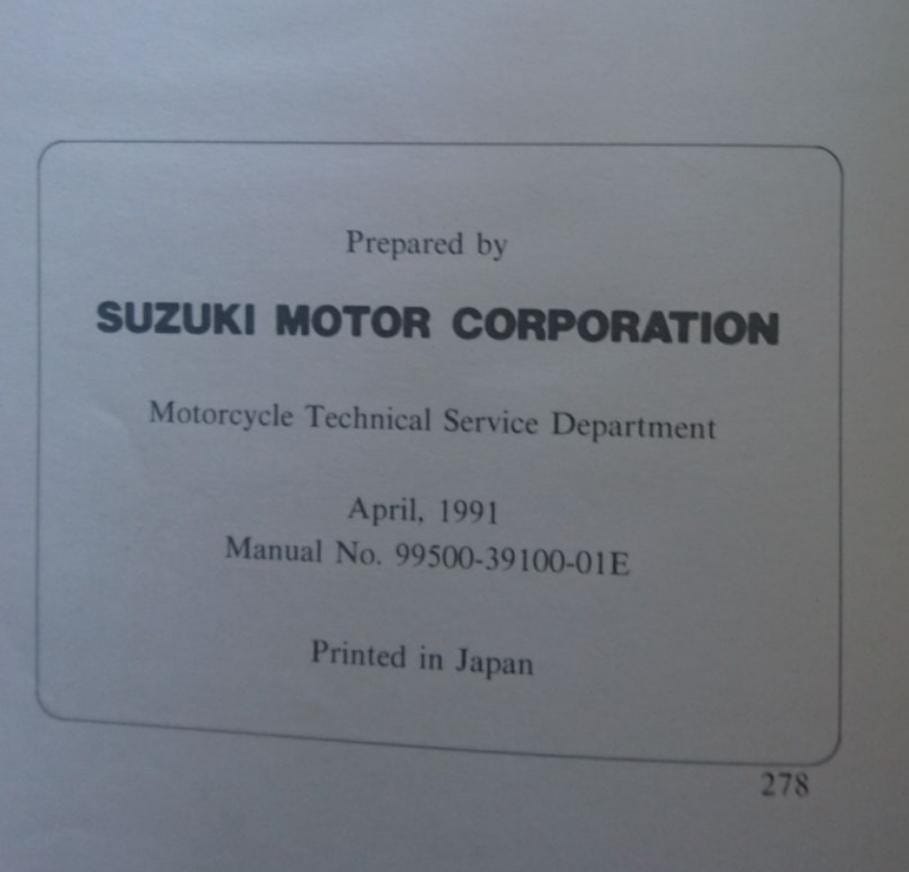 Prepared by
SUZUKI MOTOR CORPORATION
Motorcycle Technical Service Department
April, 1991
Manual No. 99500-39100-01E
Printed in Japan
278